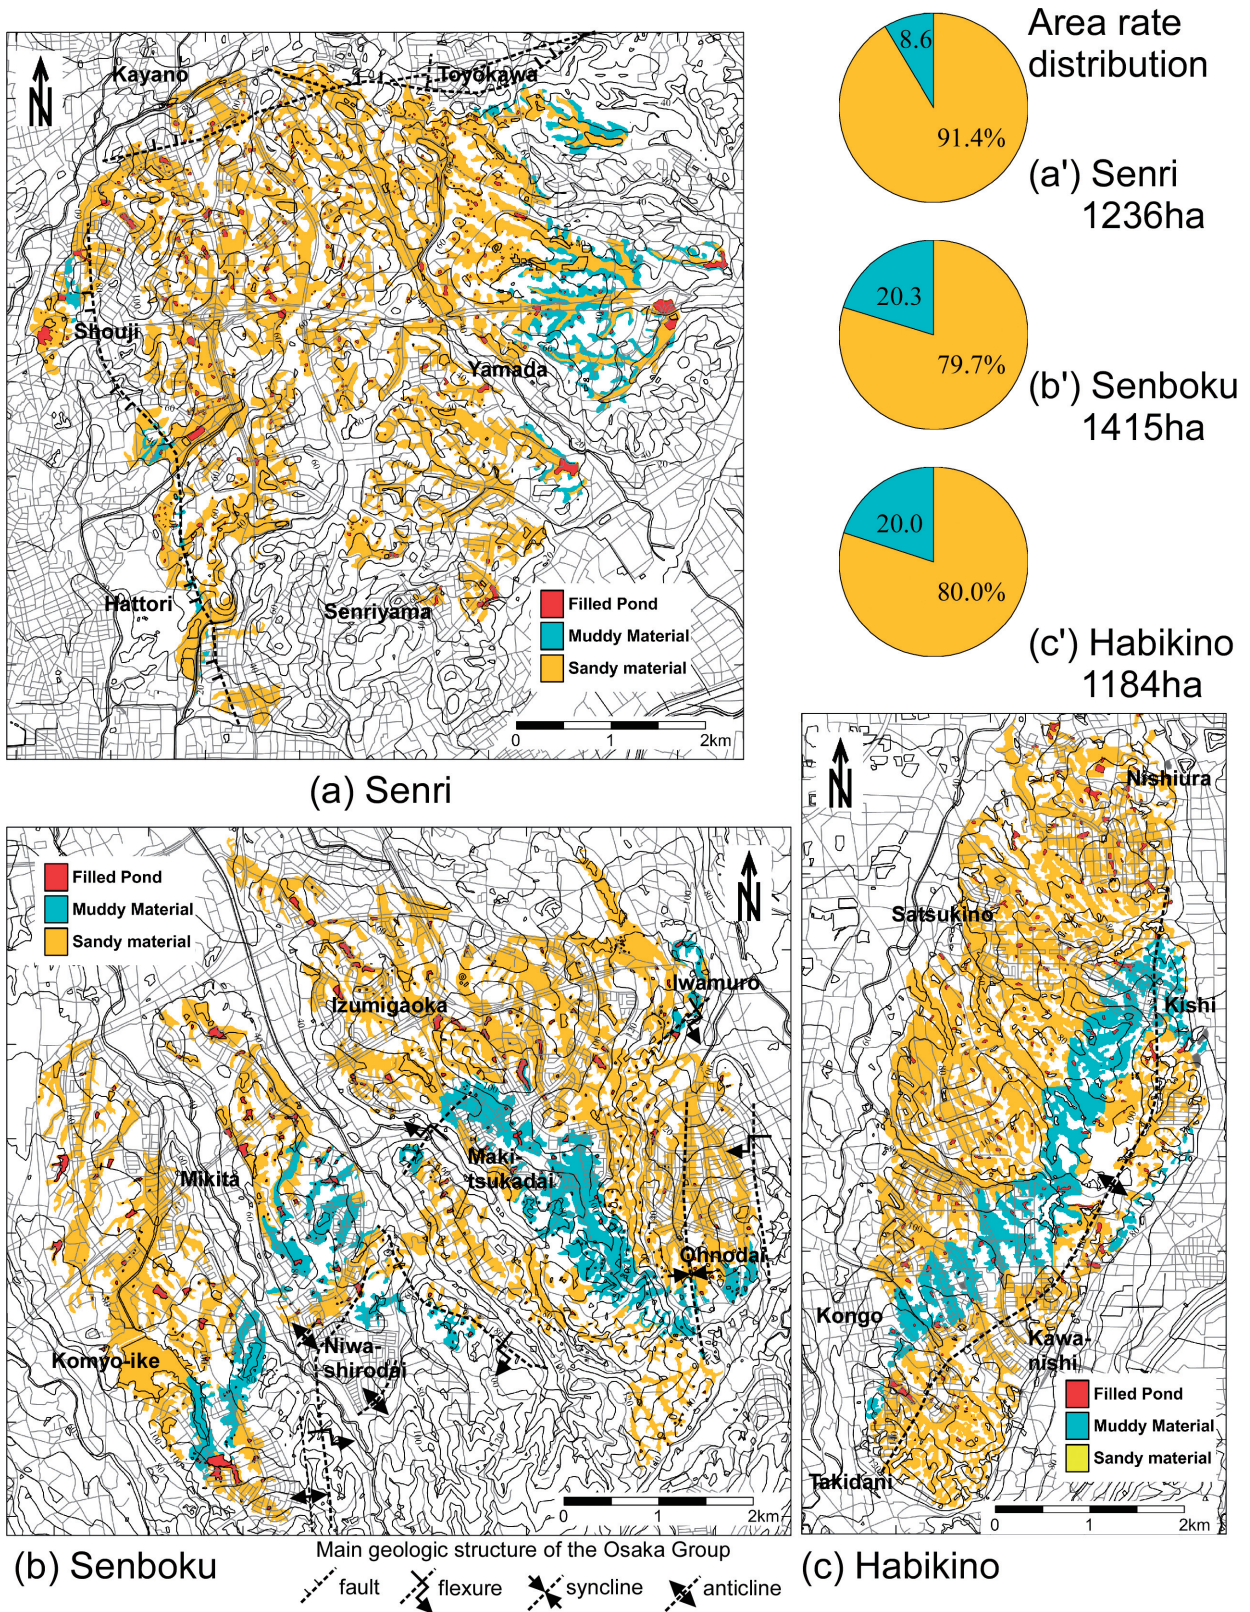 N
Kayano
Toyokawa
Shouji
Yamada
Hattori
Senriyama
Filled Pond
Muddy Material
Sandy material
0 1 2km
(a) Senri
Area rate
distribution
8.6
91.4%
(a') Senri
1236ha
20.3
79.7%
(b') Senboku
1415ha
20.0
80.0%
(c') Habikino
1184ha
Filled Pond
Muddy Material
Sandy material
N
Iwamuro
Izumigaoka
Maki-
tsukadai
Mikita
Ohnodai
Niwa-
shirodai
Komyo-ike
0 1 2km
(b) Senboku
N
Nishiura
Satsukino
Kishi
Kongo
Kawa-
nishi
Takidani
Filled Pond
Muddy Material
Sandy material
0 1 2km
(c) Habikino
Main geologic structure of the Osaka Group
fault flexure syncline anticline